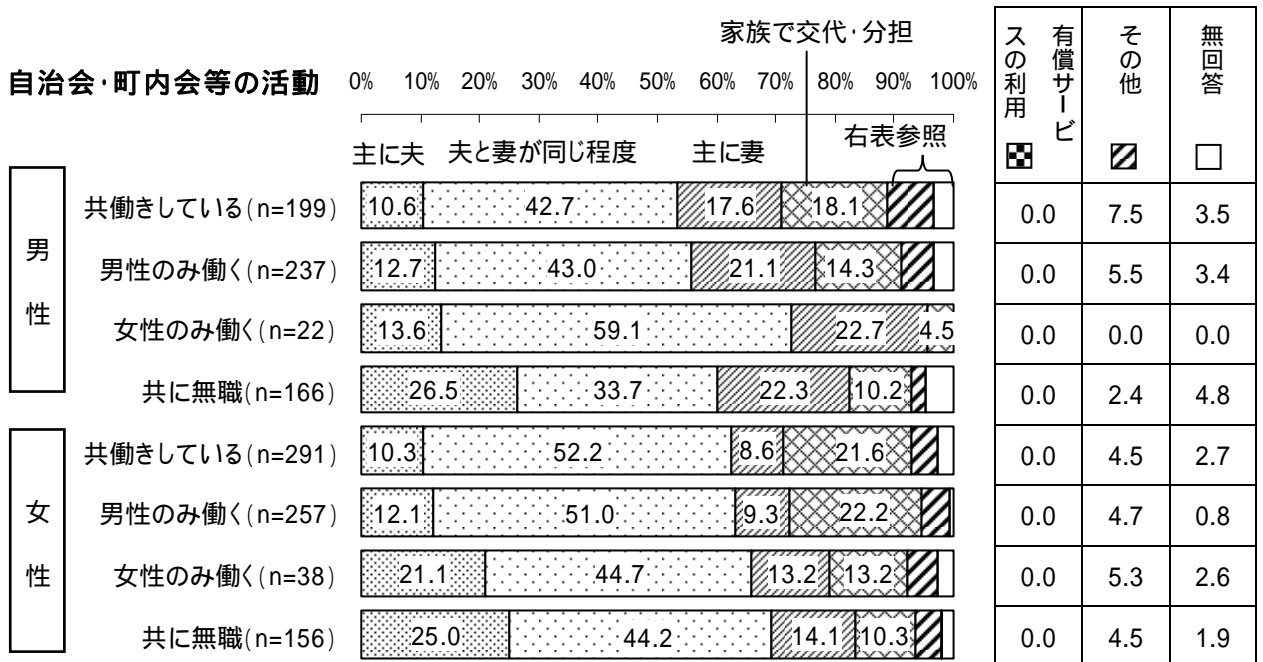 家族で交代・分担
自治会・町内会等の活動
0% 10% 20% 30% 40% 50% 60% 70% 80% 90% 100%
主に夫 夫と妻が同じ程度 主に妻 右表参照
有償サービスの利用 その他 無回答
男性
共働きしている(n=199) 10.6 42.7 17.6 18.1 0.0 7.5 3.5
男性のみ働く(n=237) 12.7 43.0 21.1 14.3 0.0 5.5 3.4
女性のみ働く(n=22) 13.6 59.1 22.7 4.5 0.0 0.0 0.0
共に無職(n=166) 26.5 33.7 22.3 10.2 0.0 2.4 4.8
女性
共働きしている(n=291) 10.3 52.2 8.6 21.6 0.0 4.5 2.7
男性のみ働く(n=257) 12.1 51.0 9.3 22.2 0.0 4.7 0.8
女性のみ働く(n=38) 21.1 44.7 13.2 13.2 0.0 5.3 2.6
共に無職(n=156) 25.0 44.2 14.1 10.3 0.0 4.5 1.9